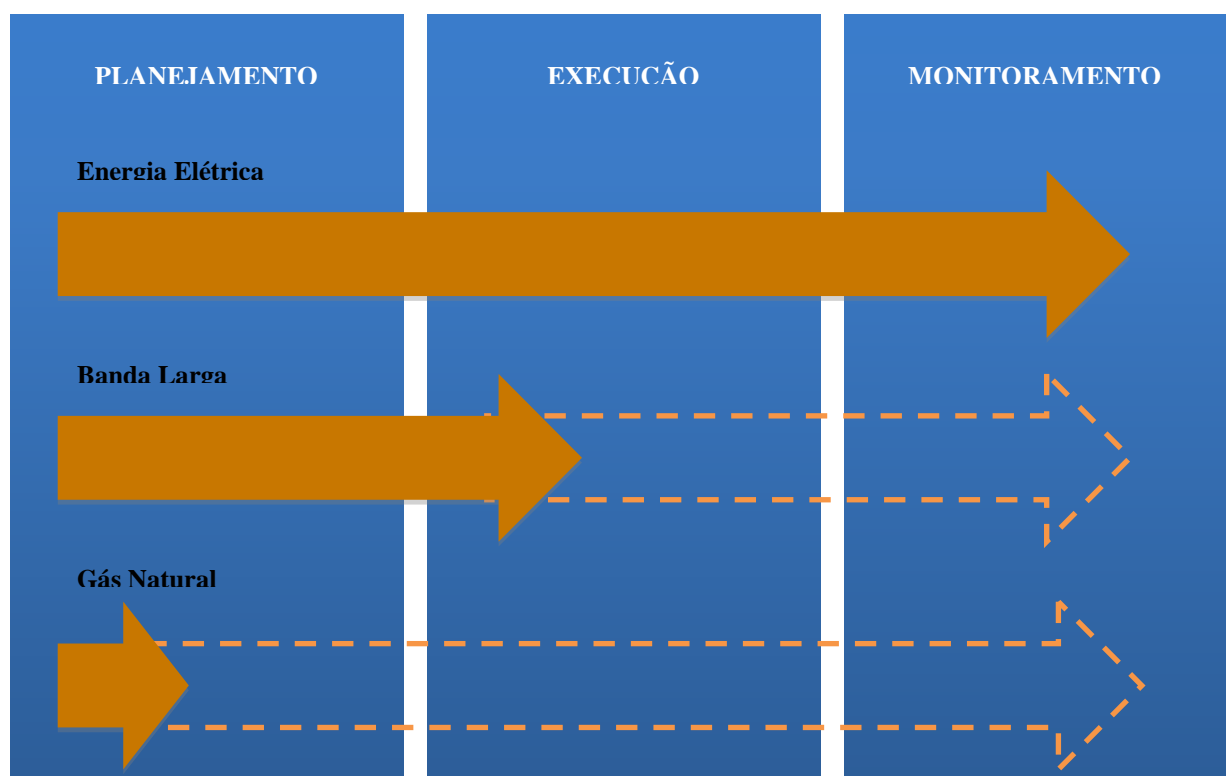 PLANEJAMENTO
EXECUÇÃO
MONITORAMENTO
Energia Elétrica
Banda Larga
Gás Natural